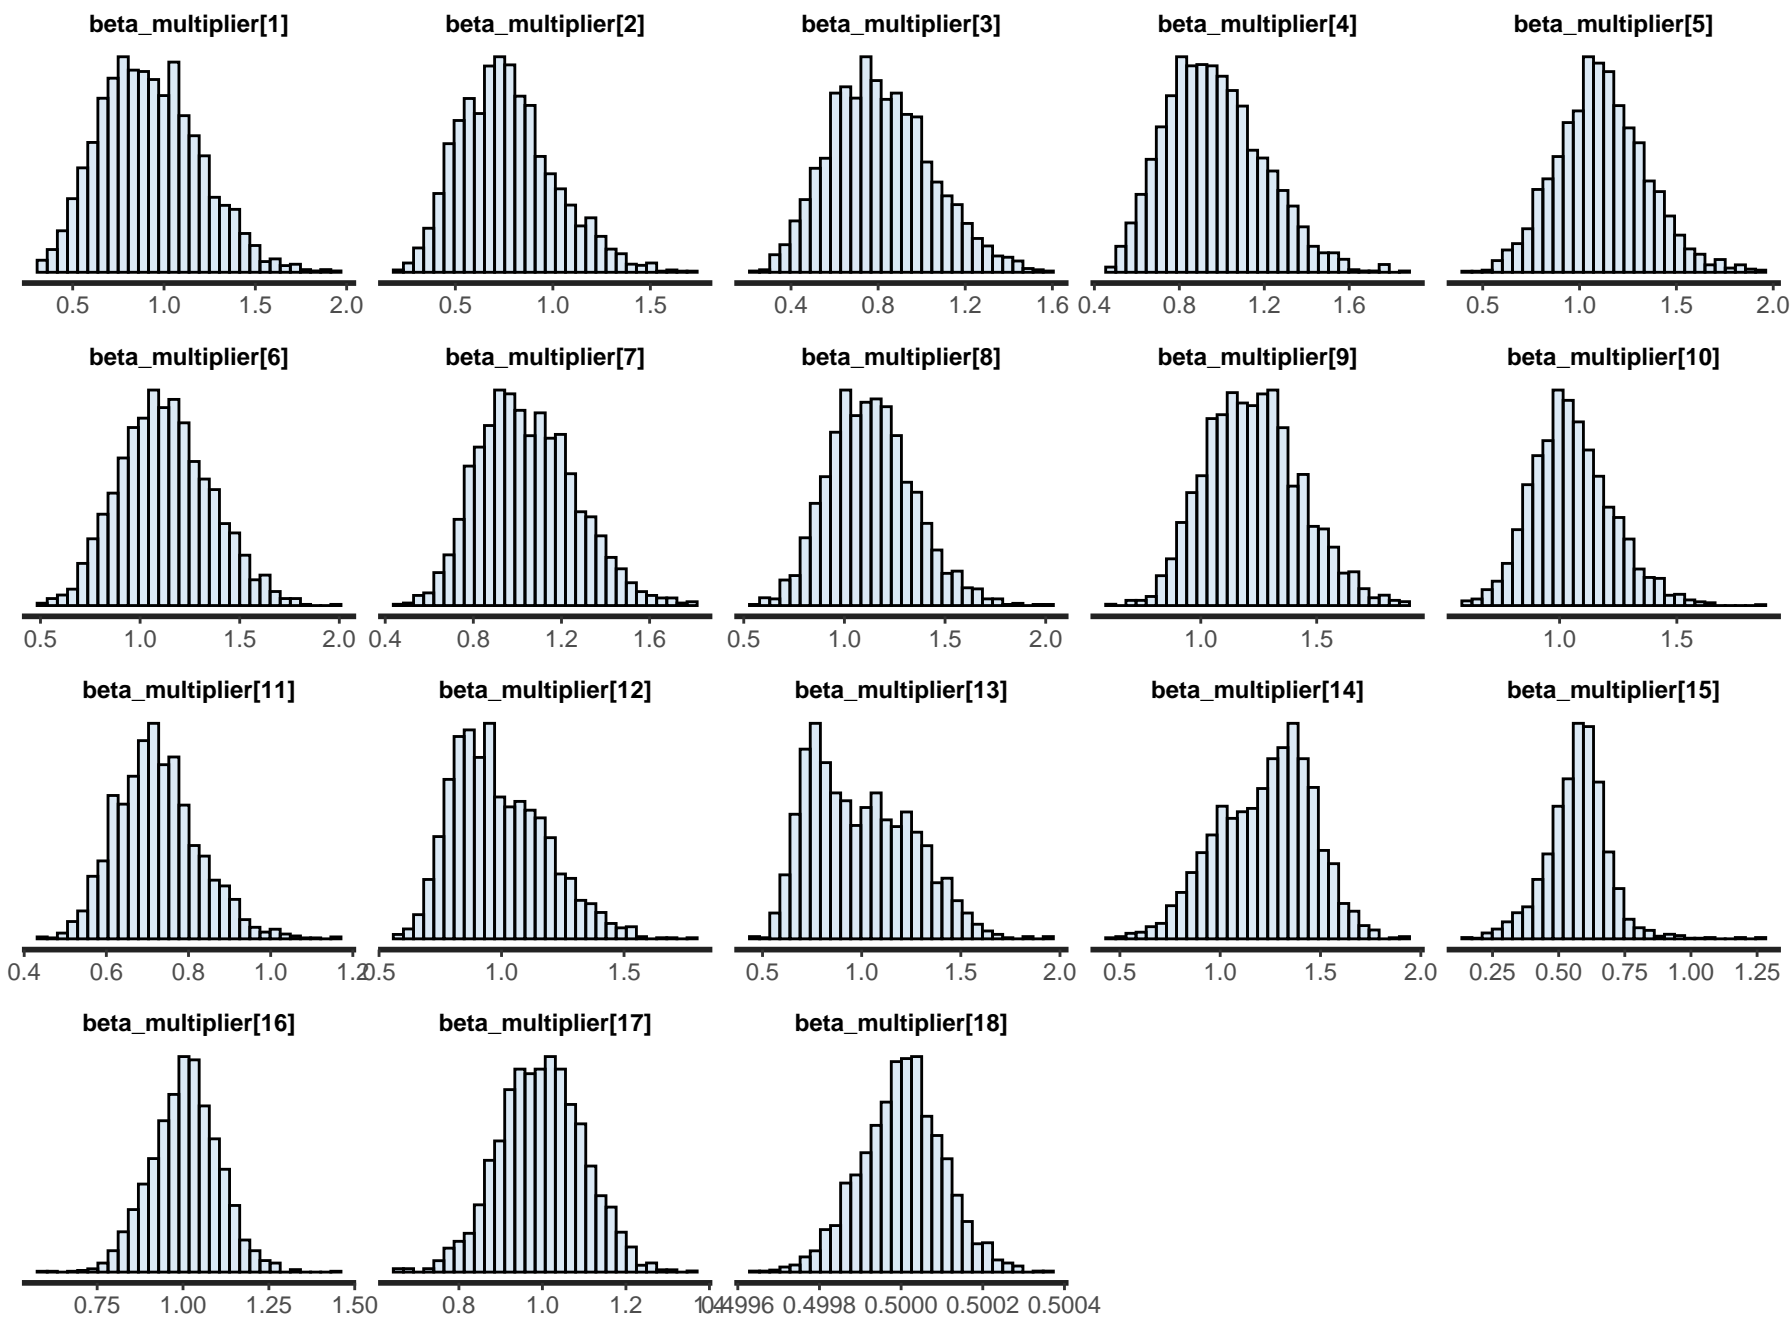 beta_multiplier[1] beta_multiplier[2] beta_multiplier[3] beta_multiplier[4] beta_multiplier[5]
0.5 1.0 1.5 2.0 0.5 1.0 1.5 0.4 0.8 1.2 1.6 0.4 0.8 1.2 1.6 0.5 1.0 1.5 2.0
beta_multiplier[6] beta_multiplier[7] beta_multiplier[8] beta_multiplier[9] beta_multiplier[10]
0.5 1.0 1.5 2.0 0.4 0.8 1.2 1.6 0.5 1.0 1.5 2.0 1.0 1.5 1.0 1.5
beta_multiplier[11] beta_multiplier[12] beta_multiplier[13] beta_multiplier[14] beta_multiplier[15]
0.4 0.6 0.8 1.0 1.2 0.5 1.0 1.5 0.5 1.0 1.5 2.0 0.5 1.0 1.5 2.0 0.25 0.50 0.75 1.00 1.25
beta_multiplier[16] beta_multiplier[17] beta_multiplier[18]
0.75 1.00 1.25 1.50 0.8 1.0 1.2 1.4 0.4996 0.4998 0.5000 0.5002 0.5004